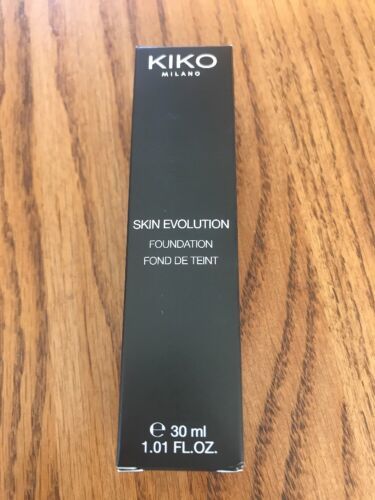 KIKO
MILANO
SKIN EVOLUTION
FOUNDATION
FOND DE TEINT
℮ 30 ml
1.01 FL.OZ.